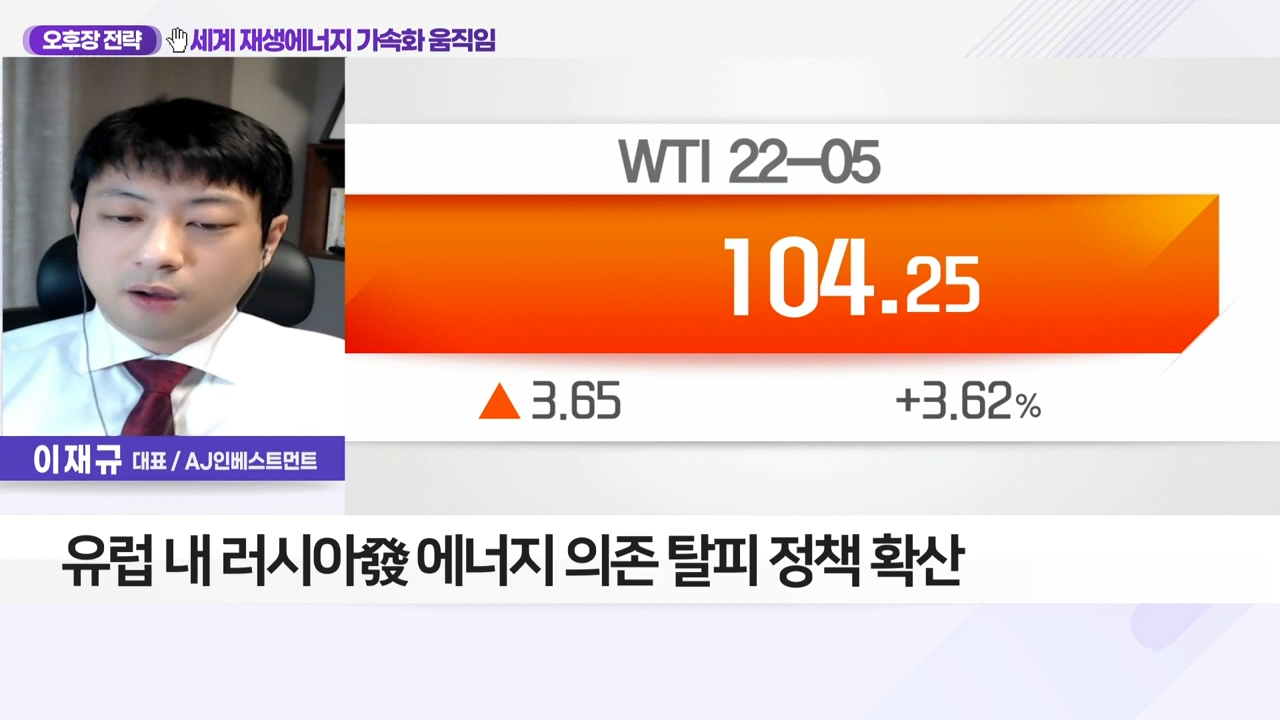 오후장 전략 세계 재생에너지 가속화 움직임
WTI 22-05
104.25
▲ 3.65 +3.62%
이재규 대표 / AJ인베스트먼트
유럽 내 러시아發 에너지 의존 탈피 정책 확산